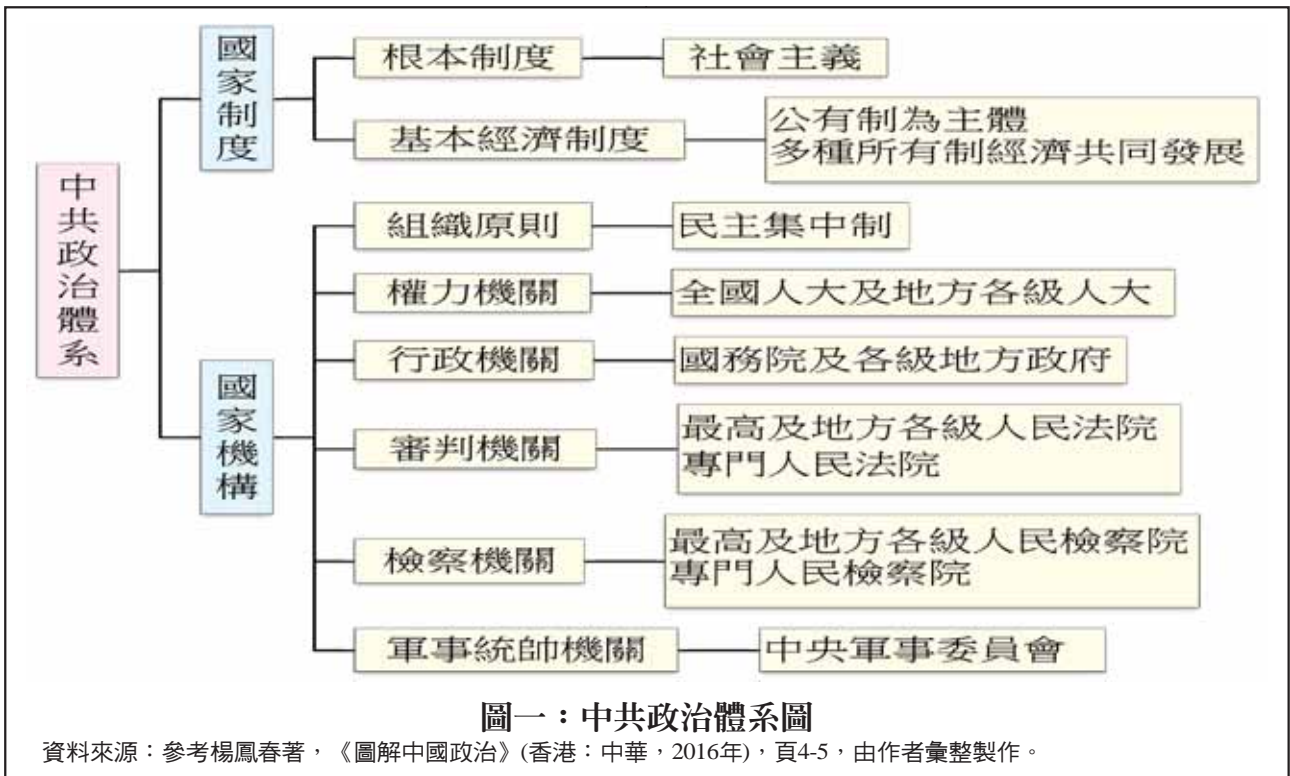 中共政治體系
國家制度
根本制度
社會主義
基本經濟制度
公有制為主體
多種所有制經濟共同發展
國家機構
組織原則
民主集中制
權力機關
全國人大及地方各級人大
行政機關
國務院及各級地方政府
審判機關
最高及地方各級人民法院
專門人民法院
檢察機關
最高及地方各級人民檢察院
專門人民檢察院
軍事統帥機關
中央軍事委員會
圖一：中共政治體系圖
資料來源：參考楊鳳春著，《圖解中國政治》(香港：中華，2016年)，頁4-5，由作者彙整製作。